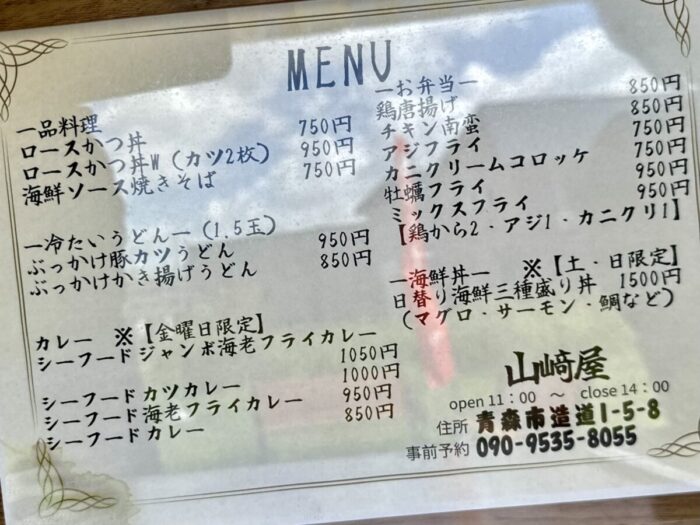 MENU
一品料理
ロースかつ丼 750円
ロースかつ丼W(カツ2枚) 950円
海鮮ソース焼きそば 750円
一冷たいうどん一(1.5玉)
ぶっかけ豚カツうどん 950円
ぶっかけかき揚げうどん 850円
カレー ※【金曜日限定】
シーフードジャンボ海老フライカレー
1050円
シーフードカツカレー 1000円
シーフード海老フライカレー 950円
シーフードカレー 850円
一お弁当一
鶏唐揚げ 850円
チキン南蛮 850円
アジフライ 750円
カニクリームコロッケ 750円
牡蠣フライ 950円
ミックスフライ 950円
【鶏から2・アジ1・カニクリ1】
一海鮮丼一 ※【土・日限定】
日替り海鮮三種盛り丼 1500円
(マグロ・サーモン・鯛など)
山﨑屋
open 11:00 ~ close 14:00
住所 青森市造道1-5-8
事前予約 090-9535-8055